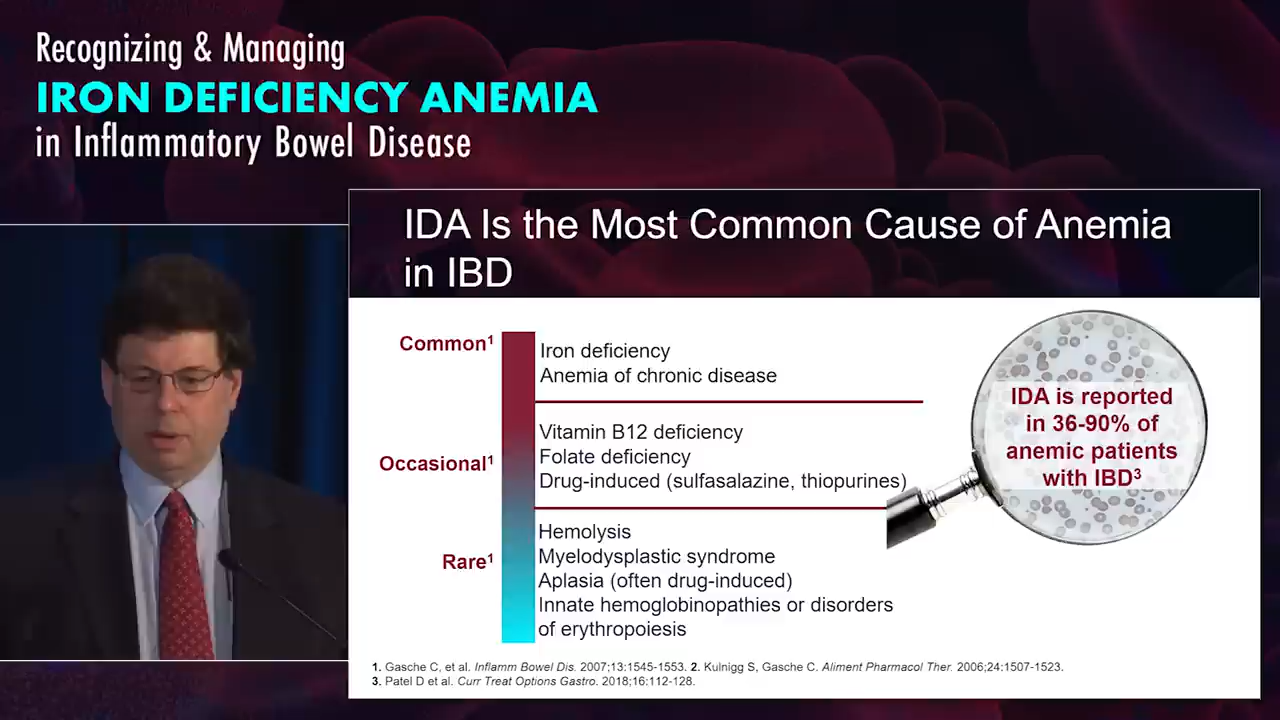 Recognizing & Managing
IRON DEFICIENCY ANEMIA
in Inflammatory Bowel Disease
IDA Is the Most Common Cause of Anemia
in IBD
Common¹
Iron deficiency
Anemia of chronic disease
Occasional¹
Vitamin B12 deficiency
Folate deficiency
Drug-induced (sulfasalazine, thiopurines)
Rare¹
Hemolysis
Myelodysplastic syndrome
Aplasia (often drug-induced)
Innate hemoglobinopathies or disorders
of erythropoiesis
IDA is reported
in 36-90% of
anemic patients
with IBD³
1. Gasche C, et al. Inflamm Bowel Dis. 2007;13:1545-1553. 2. Kulnigg S, Gasche C. Aliment Pharmacol Ther. 2006;24:1507-1523.
3. Patel D et al. Curr Treat Options Gastro. 2018;16:112-128.